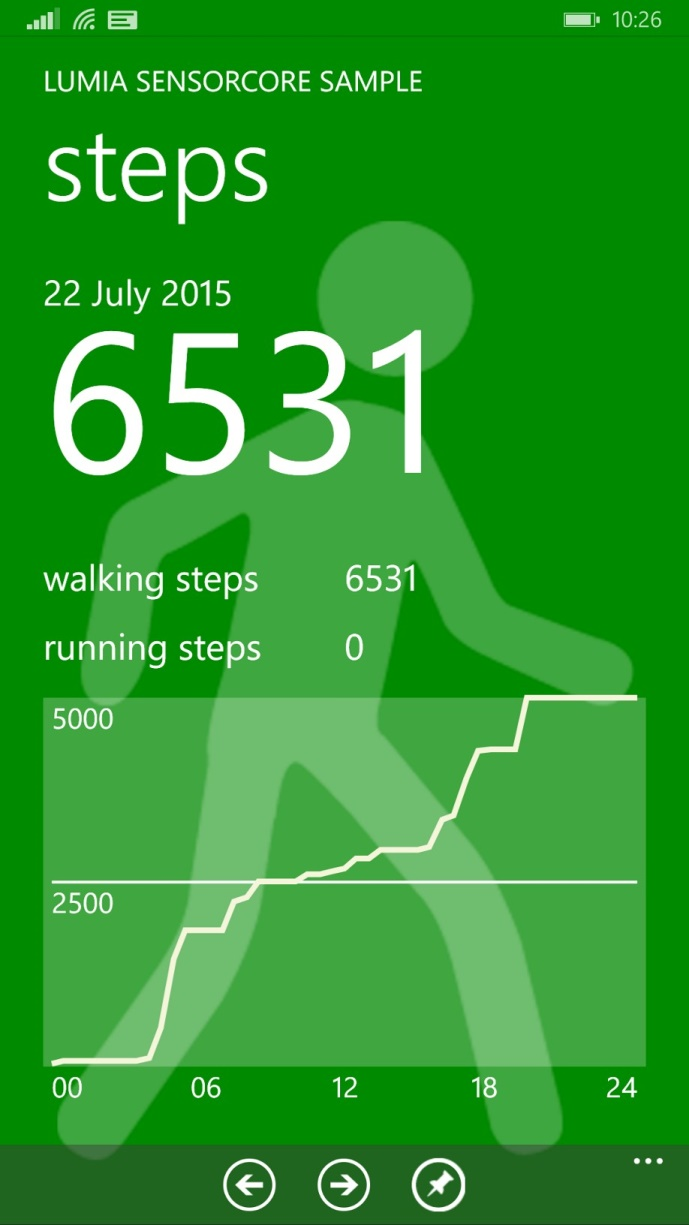 10:26
LUMIA SENSORCORE SAMPLE
steps
22 July 2015
6531
walking steps 6531
running steps 0
5000
2500
00 06 12 18 24